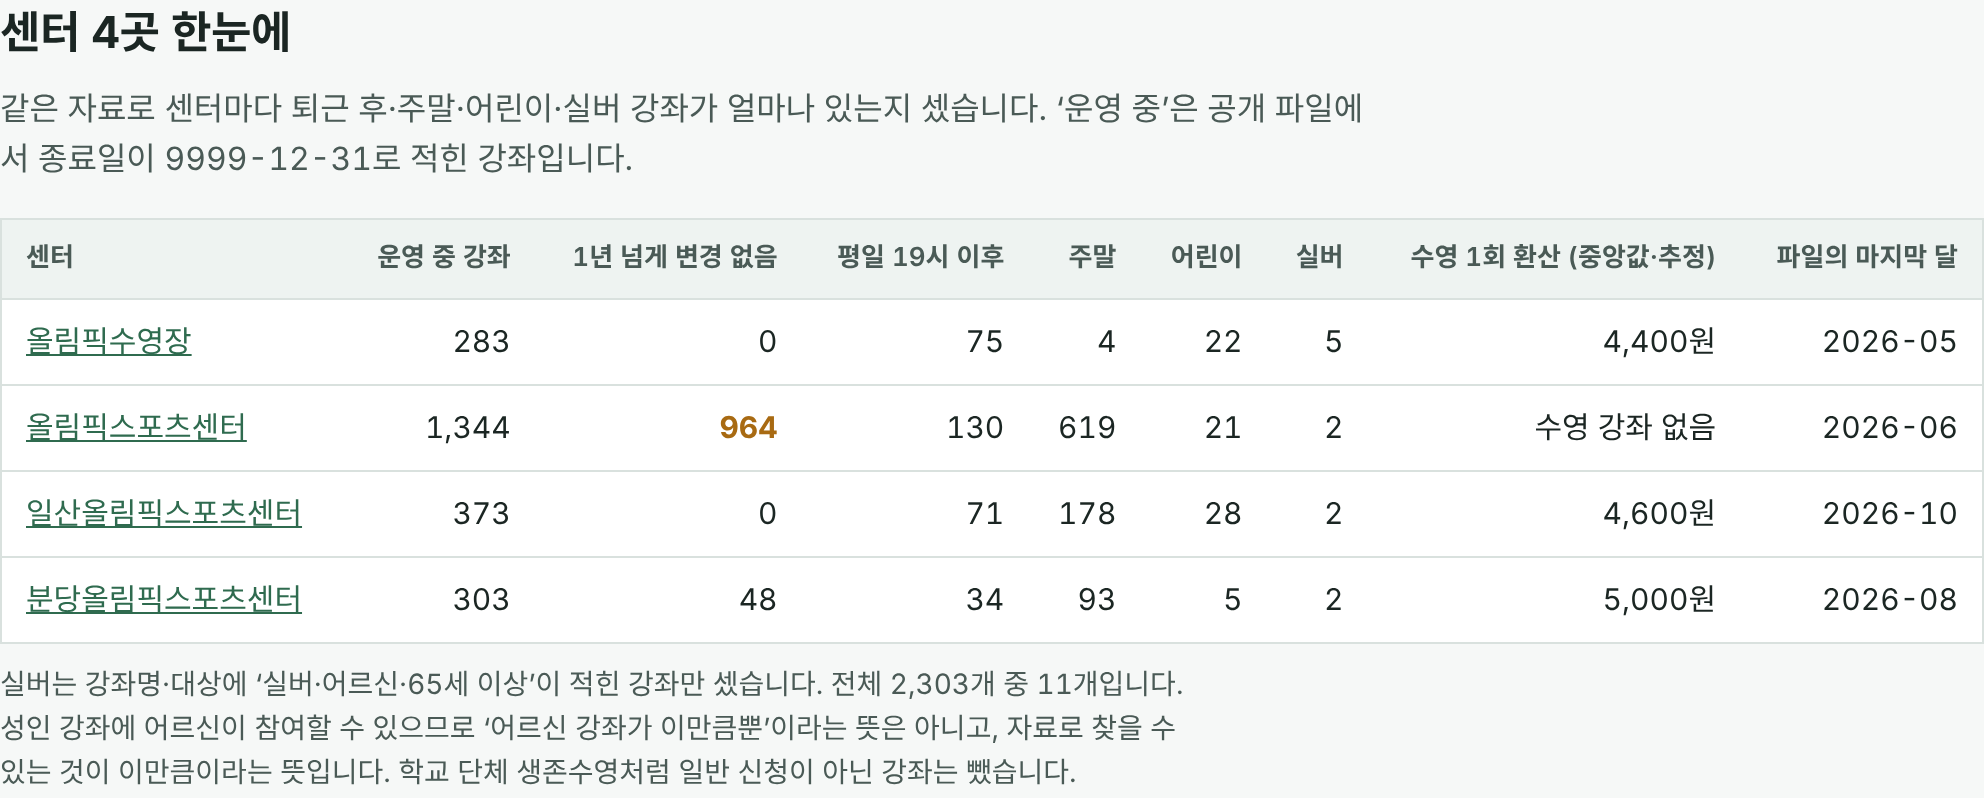 센터 4곳 한눈에
같은 자료로 센터마다 퇴근 후·주말·어린이·실버 강좌가 얼마나 있는지 셌습니다. ‘운영 중’은 공개 파일에
서 종료일이 9999-12-31로 적힌 강좌입니다.
센터 운영 중 강좌 1년 넘게 변경 없음 평일 19시 이후 주말 어린이 실버 수영 1회 환산 (중앙값·추정) 파일의 마지막 달
올림픽수영장 283 0 75 4 22 5 4,400원 2026-05
올림픽스포츠센터 1,344 964 130 619 21 2 수영 강좌 없음 2026-06
일산올림픽스포츠센터 373 0 71 178 28 2 4,600원 2026-10
분당올림픽스포츠센터 303 48 34 93 5 2 5,000원 2026-08
실버는 강좌명·대상에 ‘실버·어르신·65세 이상’이 적힌 강좌만 셌습니다. 전체 2,303개 중 11개입니다.
성인 강좌에 어르신이 참여할 수 있으므로 ‘어르신 강좌가 이만큼뿐’이라는 뜻은 아니고, 자료로 찾을 수
있는 것이 이만큼이라는 뜻입니다. 학교 단체 생존수영처럼 일반 신청이 아닌 강좌는 뺐습니다.